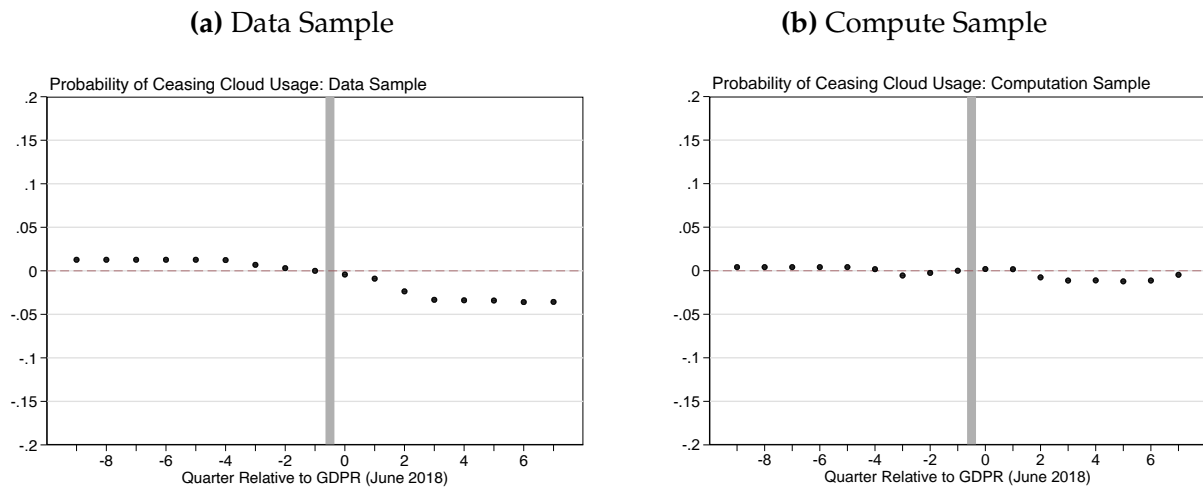 (a) Data Sample
Probability of Ceasing Cloud Usage: Data Sample
.2
.15
.1
.05
0
-.05
-.1
-.15
-.2
-8 -6 -4 -2 0 2 4 6
Quarter Relative to GDPR (June 2018)
(b) Compute Sample
Probability of Ceasing Cloud Usage: Computation Sample
.2
.15
.1
.05
0
-.05
-.1
-.15
-.2
-8 -6 -4 -2 0 2 4 6
Quarter Relative to GDPR (June 2018)